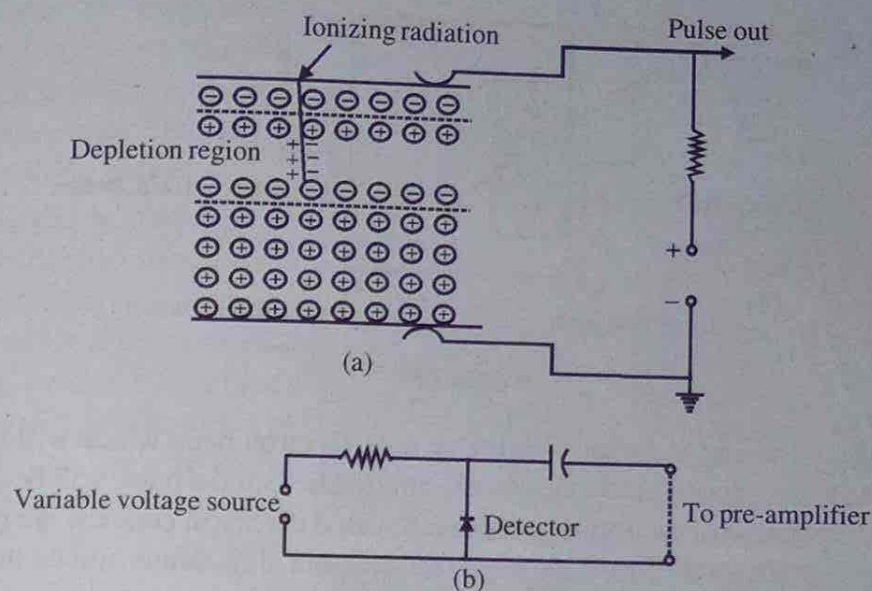 Ionizing radiation
Pulse out
Depletion region
+
−
(a)
Variable voltage source
Detector
To pre-amplifier
(b)